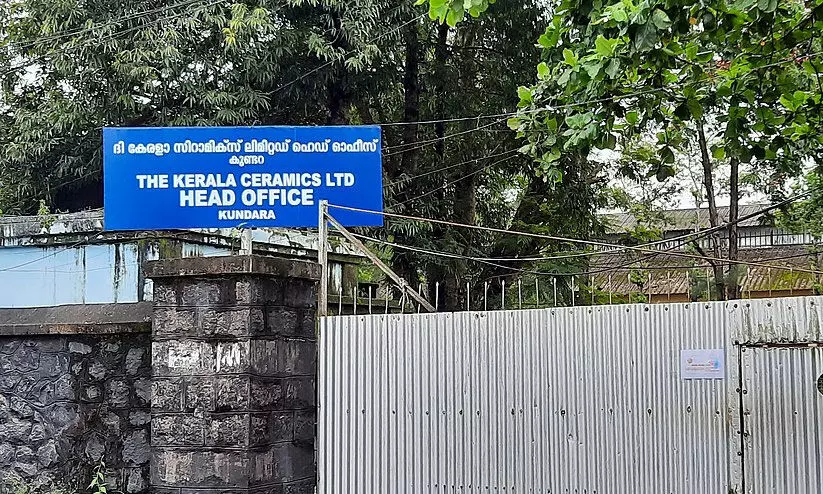 ദി കേരളാ സിറാമിക്സ് ലിമിറ്റഡ് ഹെഡ് ഓഫീസ്
കുണ്ടറ
THE KERALA CERAMICS LTD
HEAD OFFICE
KUNDARA